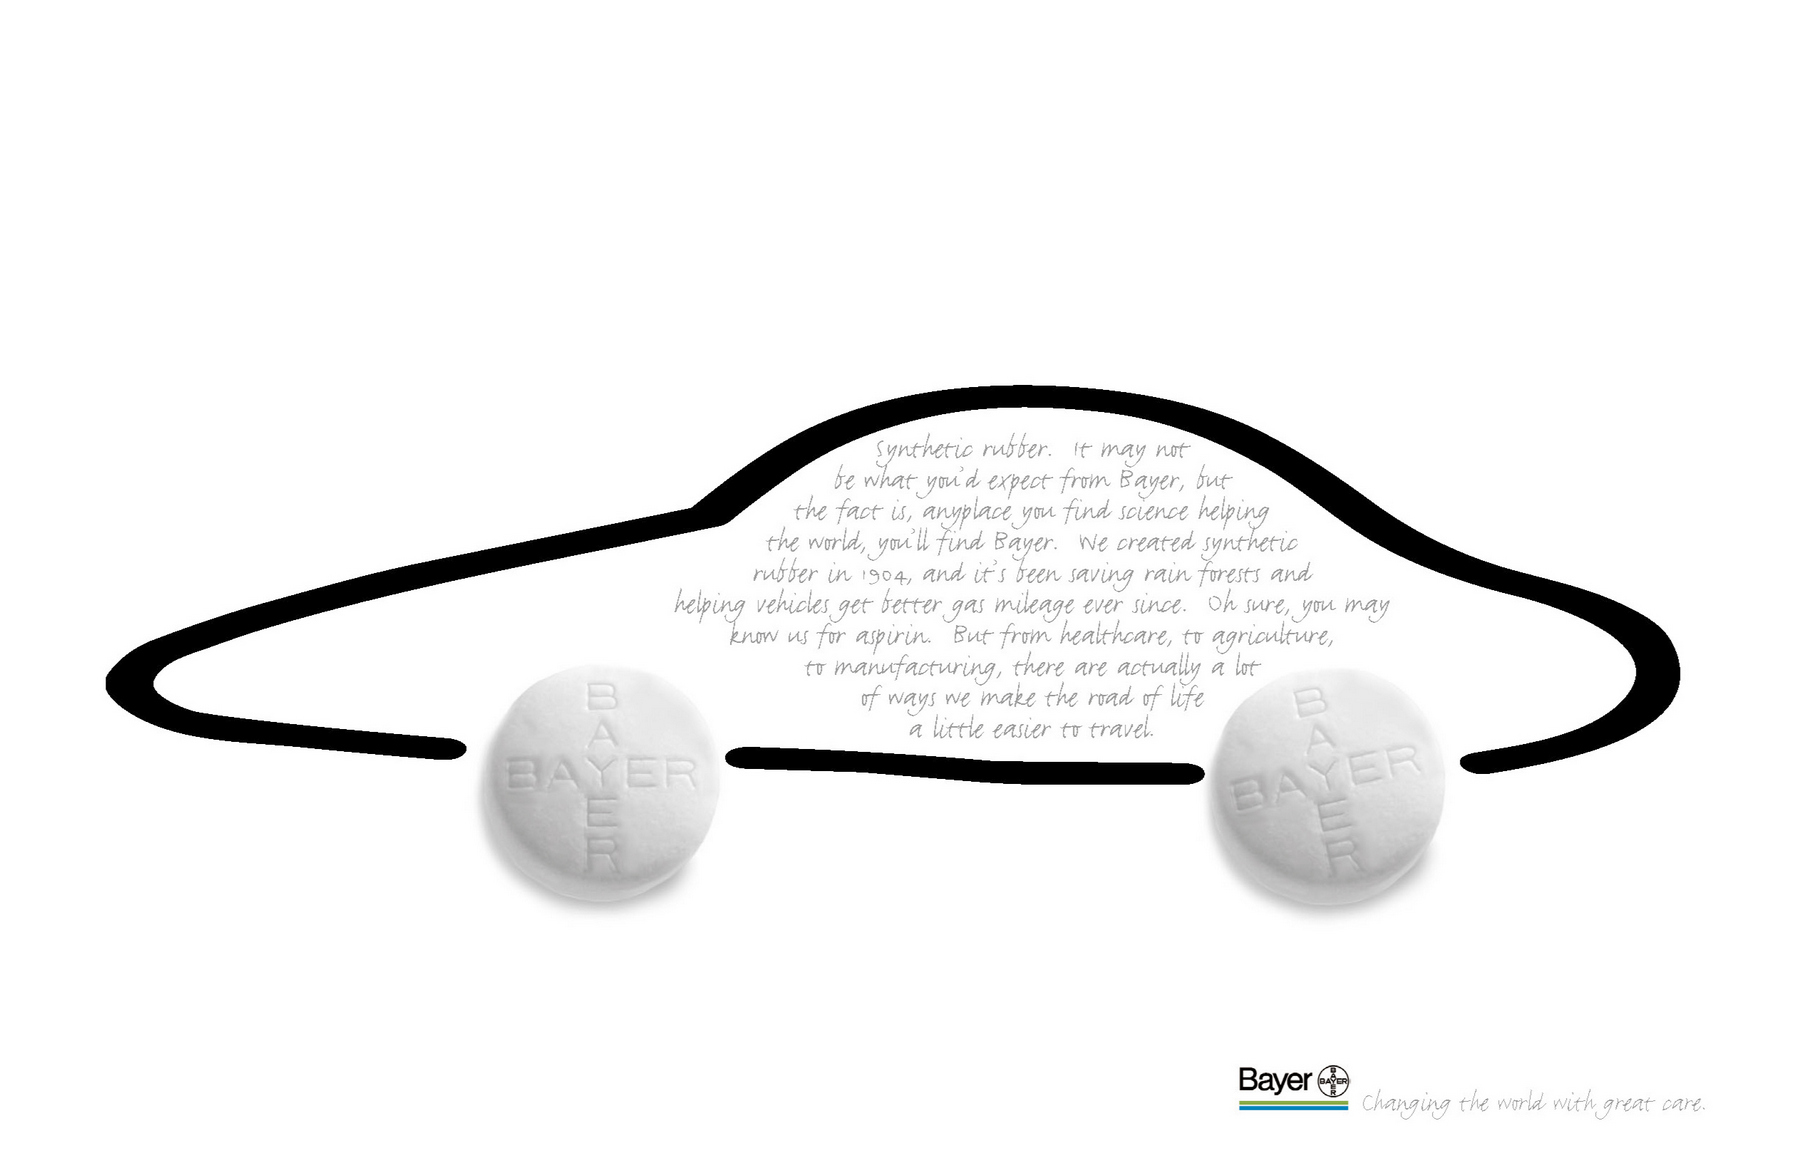 Synthetic rubber. It may not
be what you'd expect from Bayer, but
the fact is, anyplace you find science helping
the world, you'll find Bayer. We created synthetic
rubber in 1904, and it's been saving rain forests and
helping vehicles get better gas mileage ever since. Oh sure, you may
know us for aspirin. But from healthcare, to agriculture,
to manufacturing, there are actually a lot
of ways we make the road of life
a little easier to travel.
BAYER
BAYER
BAYER
BAYER
Bayer
BAYER
BAYER
Changing the world with great care.